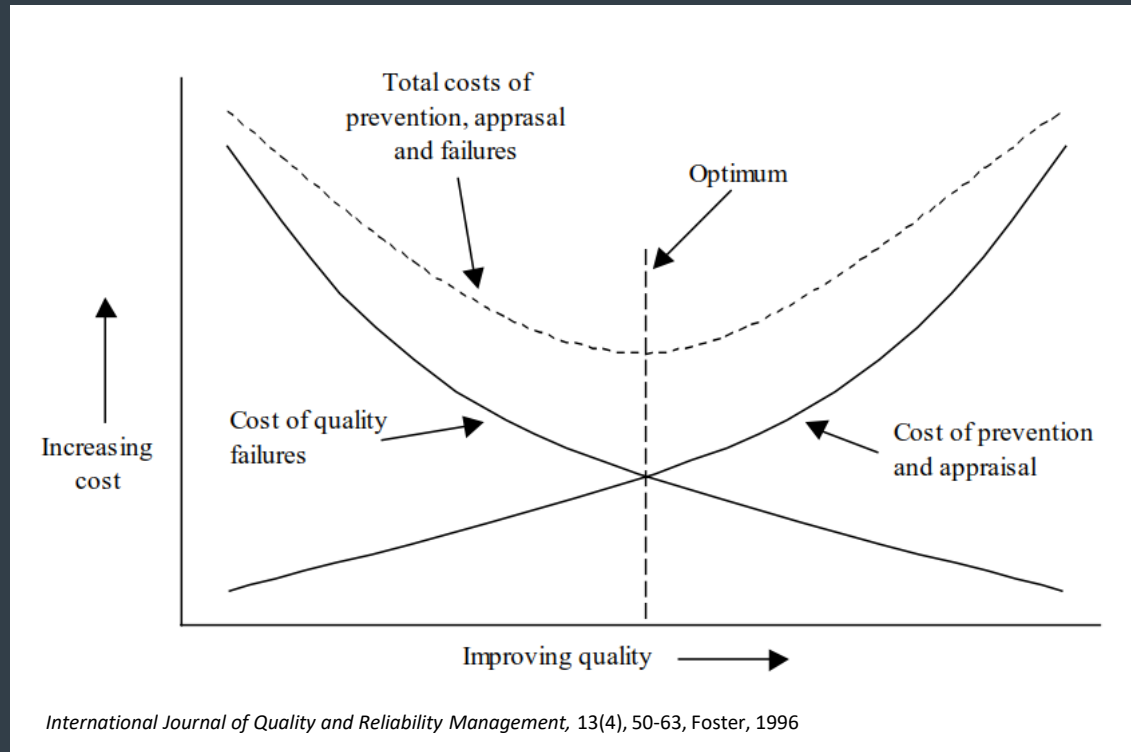 Total costs of
prevention, apprasal
and failures
Optimum
Cost of quality
failures
Cost of prevention
and appraisal
Increasing
cost
Improving quality
International Journal of Quality and Reliability Management, 13(4), 50-63, Foster, 1996